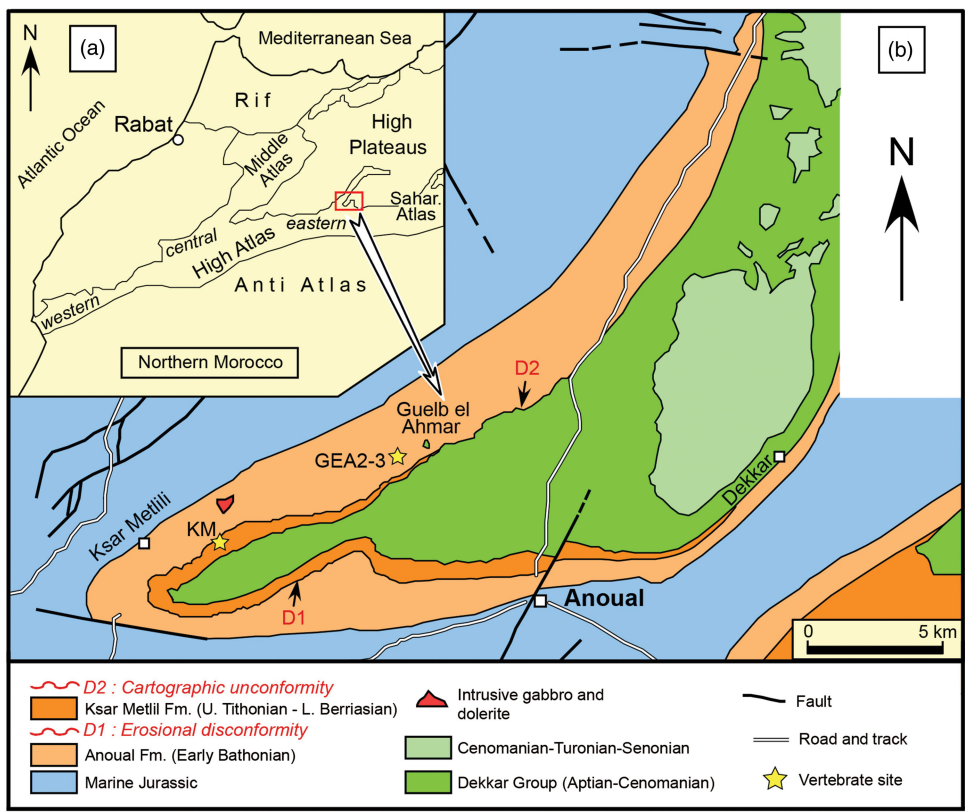 N
(a)
Mediterranean Sea
Atlantic Ocean
Rif
Rabat
Middle
Atlas
High
Plateaus
Sahar.
Atlas
eastern
central
High Atlas
western
Anti Atlas
Northern Morocco
(b)
N
D2
Guelb el
Ahmar
GEA2-3
Dekkar
Ksar Metlili
KM
D1
Anoual
0 5 km
D2 : Cartographic unconformity
Ksar Metlil Fm. (U. Tithonian - L. Berriasian)
D1 : Erosional disconformity
Anoual Fm. (Early Bathonian)
Marine Jurassic
Intrusive gabbro and
dolerite
Cenomanian-Turonian-Senonian
Dekkar Group (Aptian-Cenomanian)
Fault
Road and track
Vertebrate site